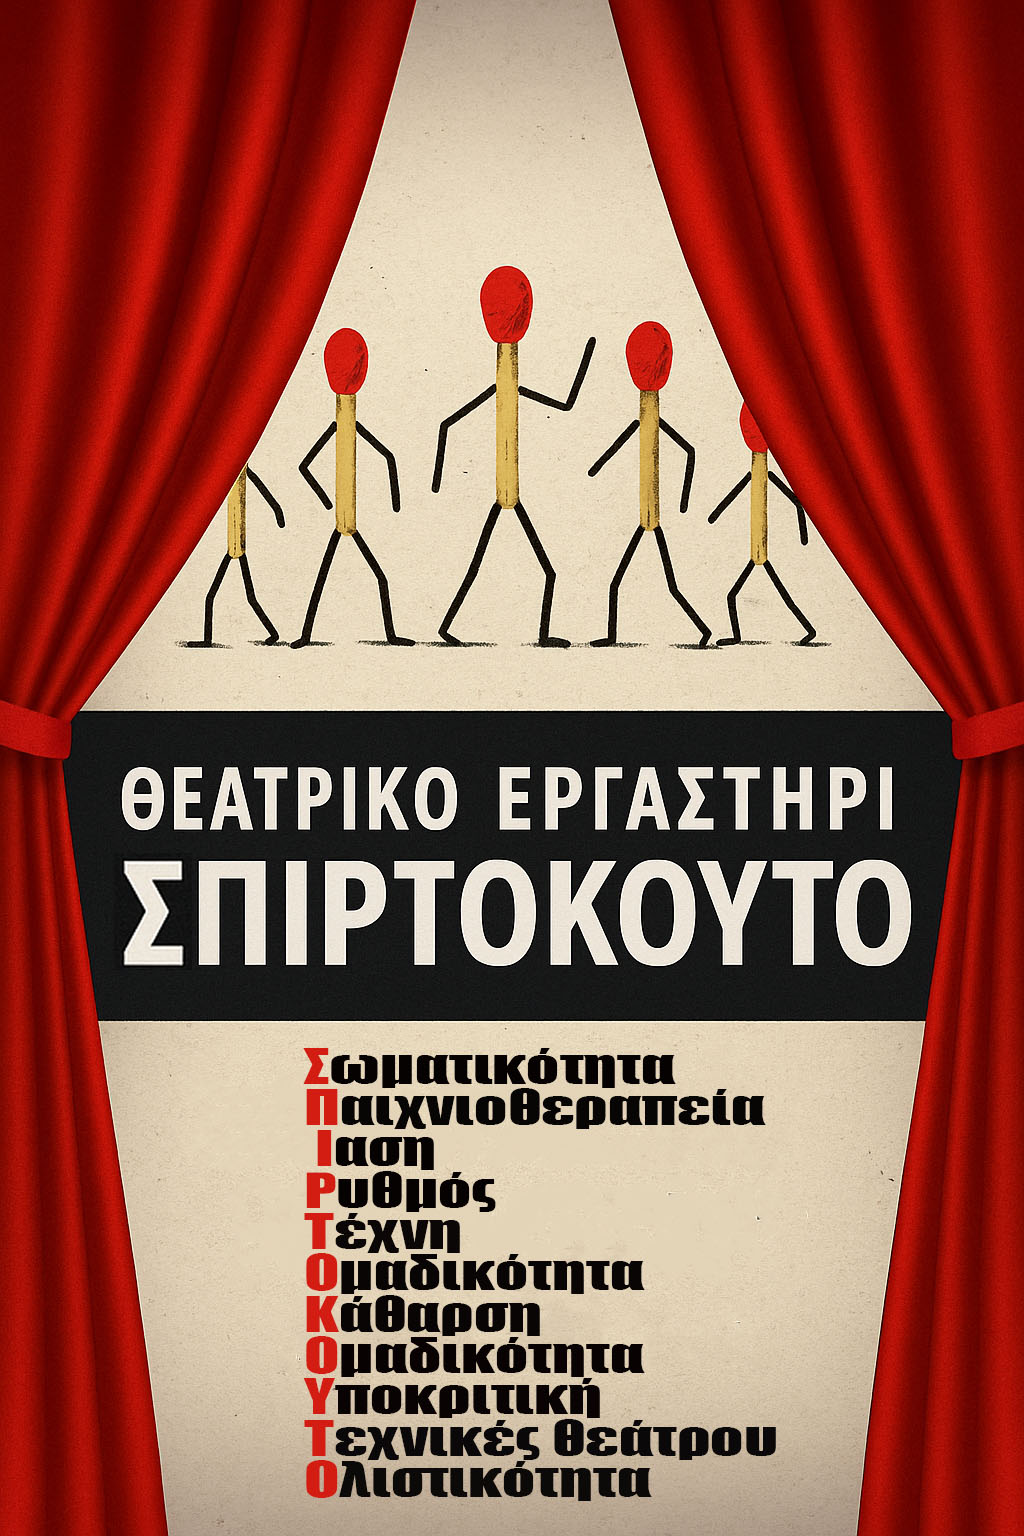 ΘΕΑΤΡΙΚΟ ΕΡΓΑΣΤΗΡΙ
ΣΠΙΡΤΟΚΟΥΤΟ
Σωματικότητα
Παιχνιοθεραπεία
Ιαση
Ρυθμός
Τέχνη
Ομαδικότητα
Κάθαρση
Ομαδικότητα
Υποκριτική
Τεχνικές θεάτρου
Ολιστικότητα